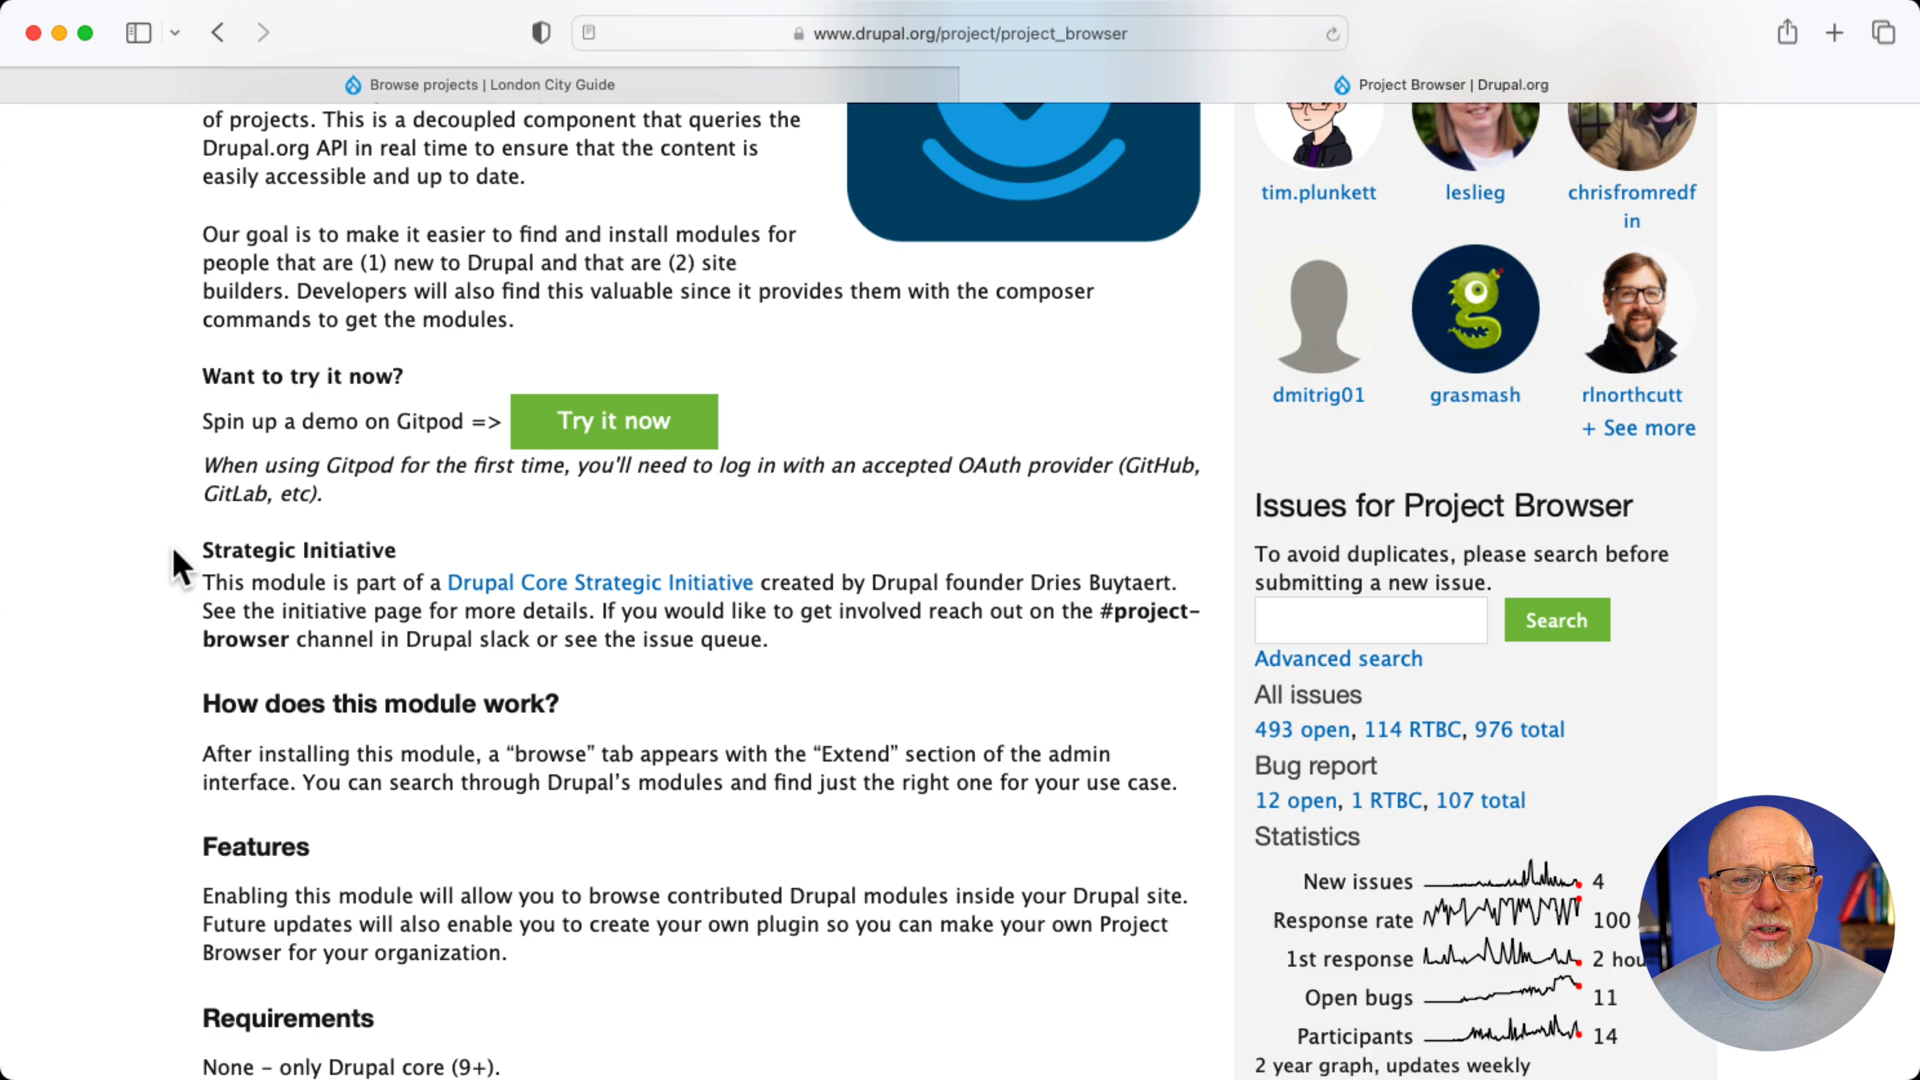 www.drupal.org/project/project_browser
Browse projects | London City Guide
Project Browser | Drupal.org
of projects. This is a decoupled component that queries the
Drupal.org API in real time to ensure that the content is
easily accessible and up to date.
Our goal is to make it easier to find and install modules for
people that are (1) new to Drupal and that are (2) site
builders. Developers will also find this valuable since it provides them with the composer
commands to get the modules.
Want to try it now?
Spin up a demo on Gitpod => Try it now
When using Gitpod for the first time, you'll need to log in with an accepted OAuth provider (GitHub,
GitLab, etc).
Strategic Initiative
This module is part of a Drupal Core Strategic Initiative created by Drupal founder Dries Buytaert.
See the initiative page for more details. If you would like to get involved reach out on the #project-
browser channel in Drupal slack or see the issue queue.
How does this module work?
After installing this module, a “browse” tab appears with the “Extend” section of the admin
interface. You can search through Drupal’s modules and find just the right one for your use case.
Features
Enabling this module will allow you to browse contributed Drupal modules inside your Drupal site.
Future updates will also enable you to create your own plugin so you can make your own Project
Browser for your organization.
Requirements
None – only Drupal core (9+).
tim.plunkett
leslieg
chrisfromredf
in
dmitrig01
grasmash
rlnorthcutt
+ See more
Issues for Project Browser
To avoid duplicates, please search before
submitting a new issue.
Search
Advanced search
All issues
493 open, 114 RTBC, 976 total
Bug report
12 open, 1 RTBC, 107 total
Statistics
New issues 4
Response rate 100
1st response 2 hou
Open bugs 11
Participants 14
2 year graph, updates weekly